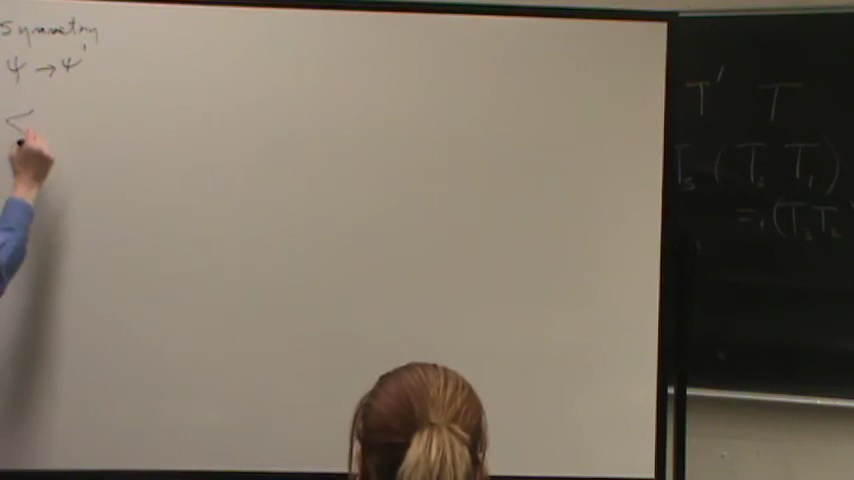 Symmetry
ψ → ψ'
<
T' T
T₃ (T₂ T₁)
= (T₃ T₂